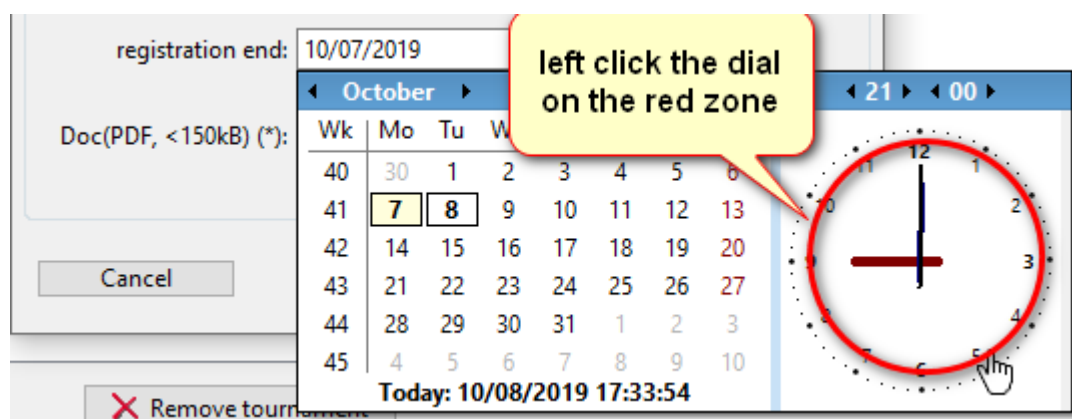 registration end: 10/07/2019
left click the dial
on the red zone
October 21 00
Doc(PDF, <150kB) (*):
Wk Mo Tu W
40 30 1 2 3 4 5 6
41 7 8 9 10 11 12 13
42 14 15 16 17 18 19 20
43 21 22 23 24 25 26 27
44 28 29 30 31 1 2 3
45 4 5 6 7 8 9 10
Today: 10/08/2019 17:33:54
12
1
2
3
4
5
6
7
8
9
10
11
Cancel
Remove tournament